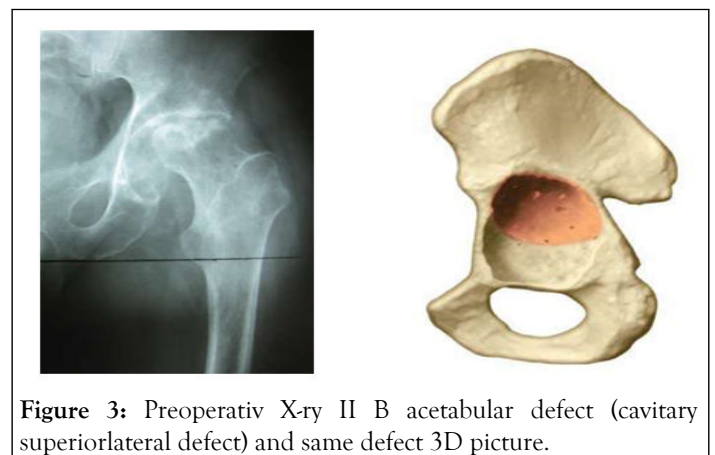 Figure 3: Preoperativ X-ry II B acetabular defect (cavitary
superiorlateral defect) and same defect 3D picture.